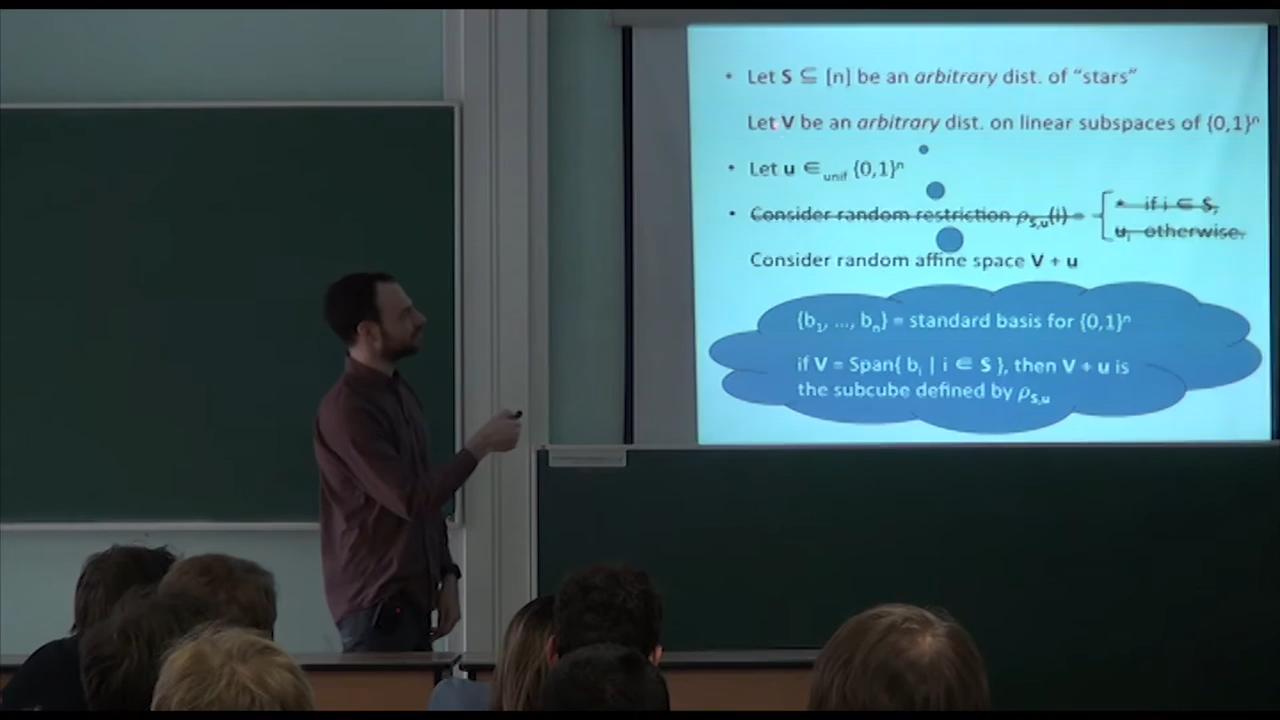 • Let S ⊆ [n] be an arbitrary dist. of "stars"
Let V be an arbitrary dist. on linear subspaces of {0,1}ⁿ
• Let u ∈unif {0,1}ⁿ
• Consider random restriction ρS,u(i) = { * if i ∈ S,
uᵢ otherwise.
Consider random affine space V + u
{b₁, ..., bₙ} = standard basis for {0,1}ⁿ
if V = Span{ bᵢ | i ∈ S }, then V + u is
the subcube defined by ρS,u